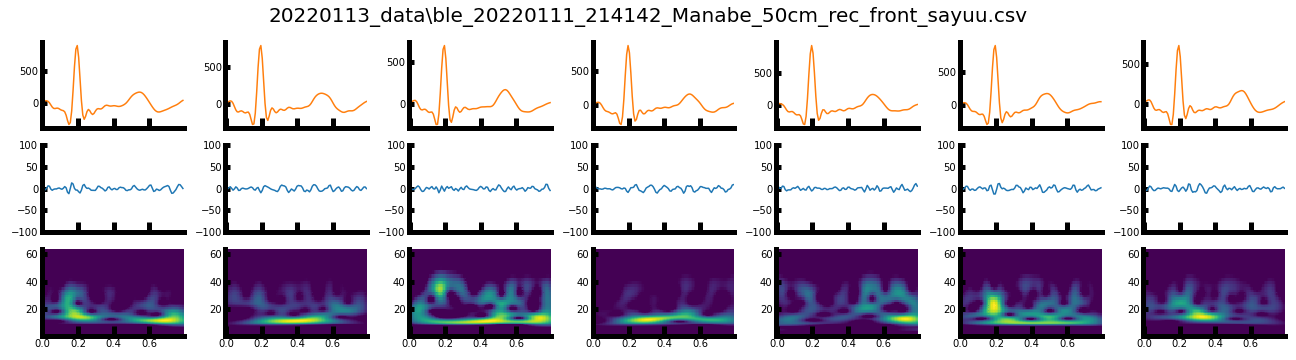 20220113_data\ble_20220111_214142_Manabe_50cm_rec_front_sayuu.csv
500 500 500 500 500 500 500
0 0 0 0 0 0 0
100 100 100 100 100 100 100
50 50 50 50 50 50 50
0 0 0 0 0 0 0
−50 −50 −50 −50 −50 −50 −50
−100 −100 −100 −100 −100 −100 −100
60 60 60 60 60 60 60
40 40 40 40 40 40 40
20 20 20 20 20 20 20
0.0 0.2 0.4 0.6 0.0 0.2 0.4 0.6 0.0 0.2 0.4 0.6 0.0 0.2 0.4 0.6 0.0 0.2 0.4 0.6 0.0 0.2 0.4 0.6 0.0 0.2 0.4 0.6